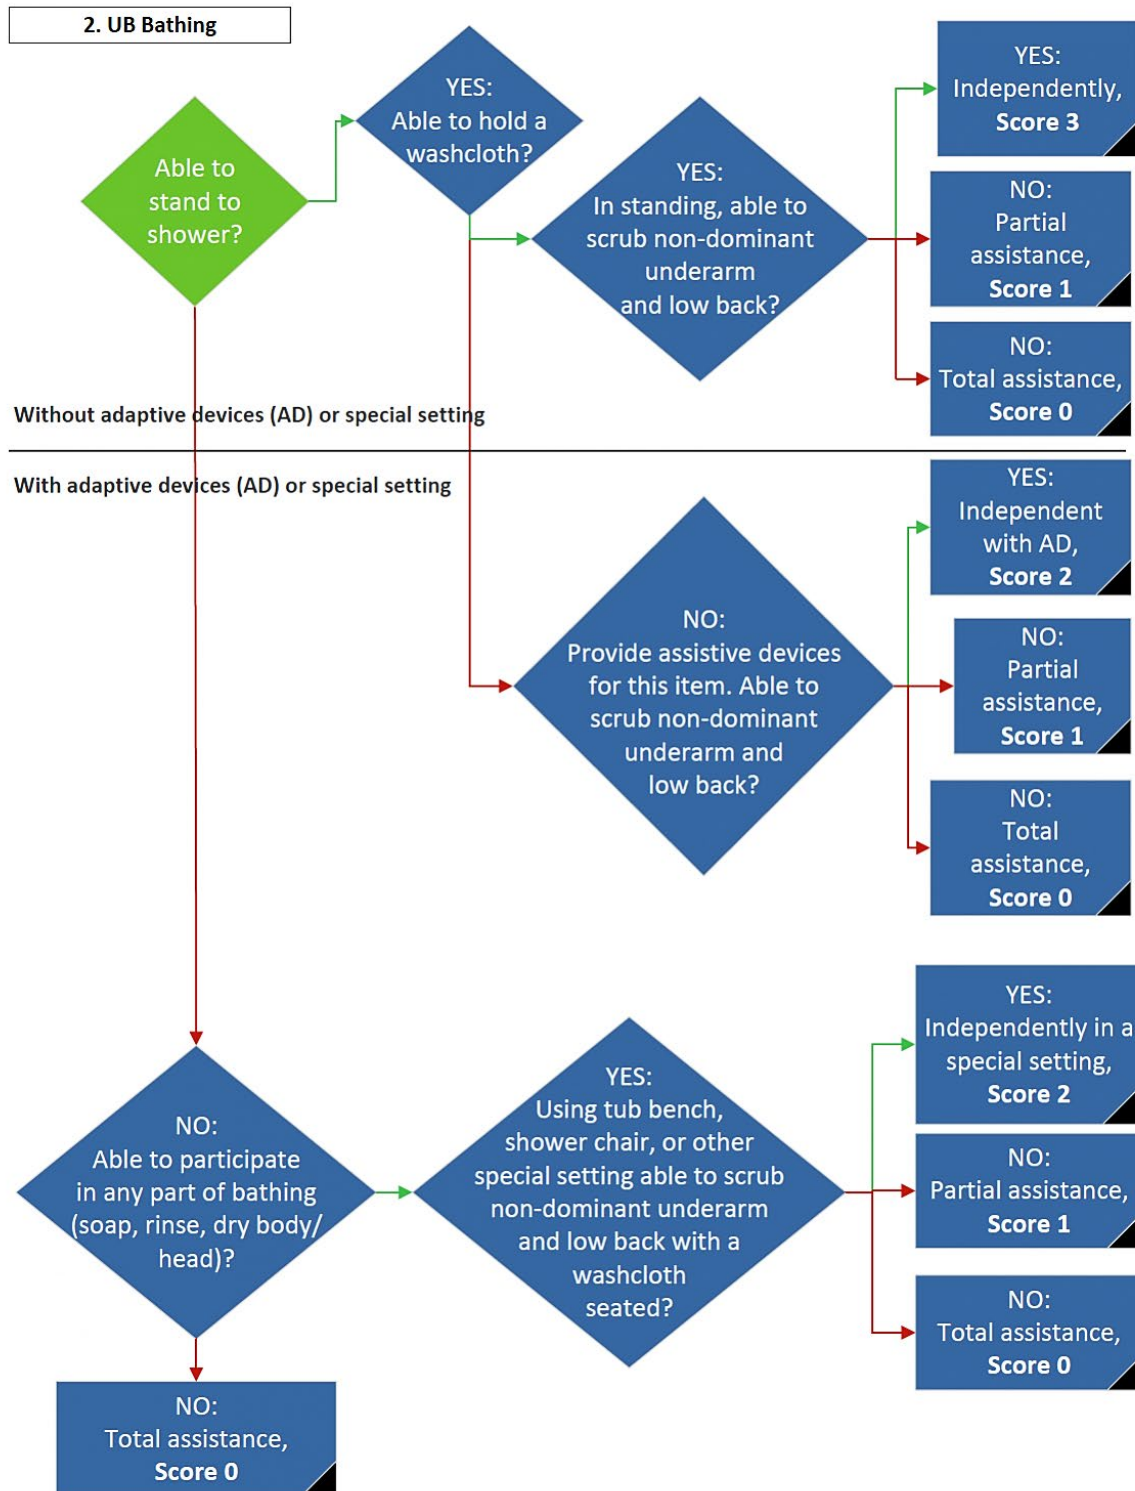 2. UB Bathing
Able to
stand to
shower?
YES:
Able to hold a
washcloth?
YES:
In standing, able to
scrub non-dominant
underarm
and low back?
YES:
Independently,
Score 3
NO:
Partial
assistance,
Score 1
NO:
Total assistance,
Score 0
Without adaptive devices (AD) or special setting
With adaptive devices (AD) or special setting
NO:
Provide assistive devices
for this item. Able to
scrub non-dominant
underarm and
low back?
YES:
Independent
with AD,
Score 2
NO:
Partial
assistance,
Score 1
NO:
Total
assistance,
Score 0
NO:
Able to participate
in any part of bathing
(soap, rinse, dry body/
head)?
YES:
Using tub bench,
shower chair, or other
special setting able to scrub
non-dominant underarm
and low back with a
washcloth
seated?
YES:
Independently in a
special setting,
Score 2
NO:
Partial assistance,
Score 1
NO:
Total assistance,
Score 0
NO:
Total assistance,
Score 0